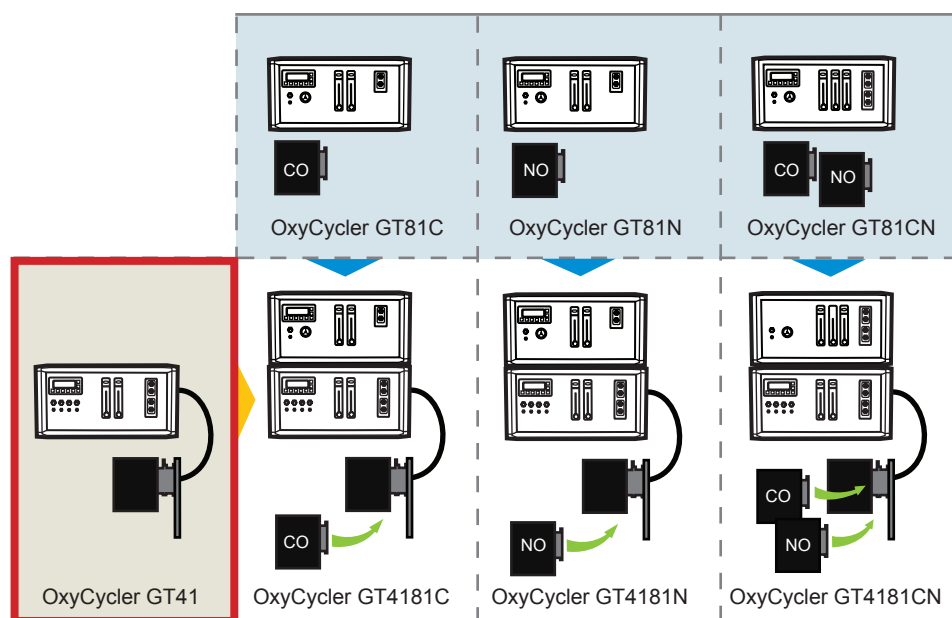 CO
NO
CO
NO
OxyCycler GT81C
OxyCycler GT81N
OxyCycler GT81CN
CO
NO
CO
NO
OxyCycler GT41
OxyCycler GT4181C
OxyCycler GT4181N
OxyCycler GT4181CN